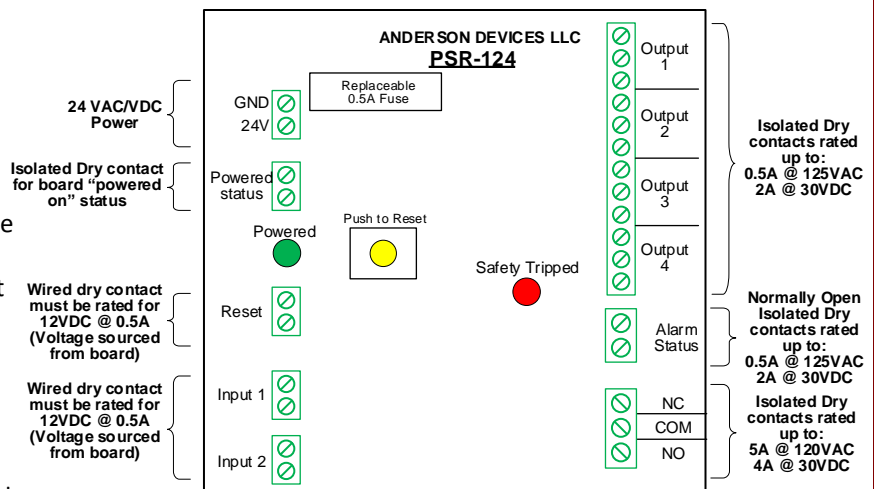 ANDERSON DEVICES LLC
PSR-124
Replaceable
0.5A Fuse
24 VAC/VDC
Power
GND
24V
Isolated Dry contact
for board “powered
on” status
Powered
status
Powered
Push to Reset
Safety Tripped
Wired dry contact
must be rated for
12VDC @ 0.5A
(Voltage sourced
from board)
Reset
Wired dry contact
must be rated for
12VDC @ 0.5A
(Voltage sourced
from board)
Input 1
Input 2
Output
1
Output
2
Output
3
Output
4
Isolated Dry
contacts rated
up to:
0.5A @ 125VAC
2A @ 30VDC
Alarm
Status
Normally Open
Isolated Dry
contacts rated
up to:
0.5A @ 125VAC
2A @ 30VDC
NC
COM
NO
Isolated Dry
contacts rated
up to:
5A @ 120VAC
4A @ 30VDC